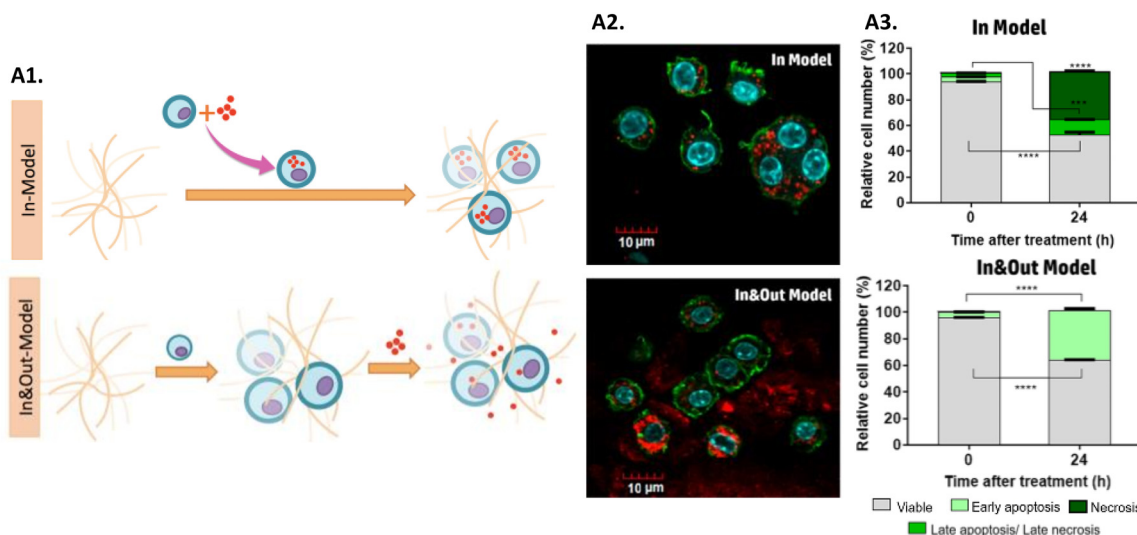 A1.
In-Model
In&Out-Model
A2.
In Model
10 µm
In&Out Model
10 µm
A3.
In Model
Relative cell number (%)
120
100
80
60
40
20
0
****
***
****
0
24
Time after treatment (h)
In&Out Model
Relative cell number (%)
120
100
80
60
40
20
0
****
****
0
24
Time after treatment (h)
Viable
Early apoptosis
Necrosis
Late apoptosis/ Late necrosis